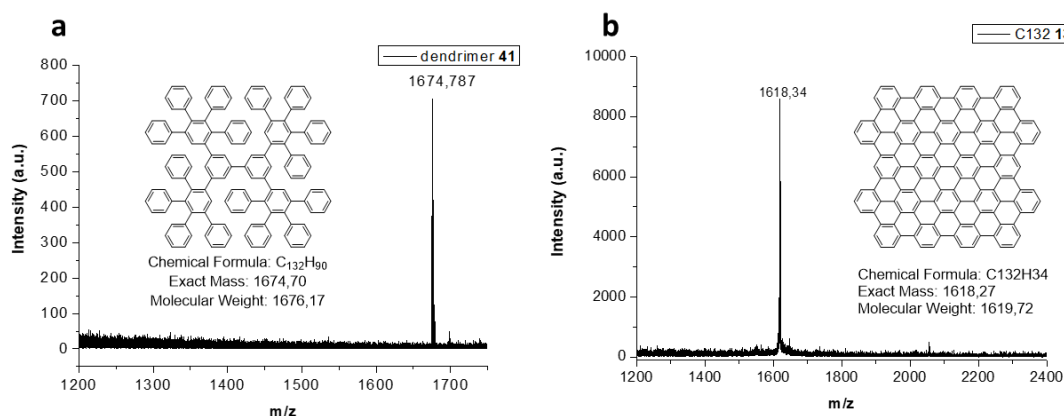 a
dendrimer 41
1674,787
Chemical Formula: C₁₃₂H₉₀
Exact Mass: 1674,70
Molecular Weight: 1676,17
800
700
600
500
400
300
200
100
0
Intensity (a.u.)
1200 1300 1400 1500 1600 1700
m/z
b
C132
1618,34
Chemical Formula: C132H34
Exact Mass: 1618,27
Molecular Weight: 1619,72
10000
8000
6000
4000
2000
0
Intensity (a.u.)
1200 1400 1600 1800 2000 2200 2400
m/z